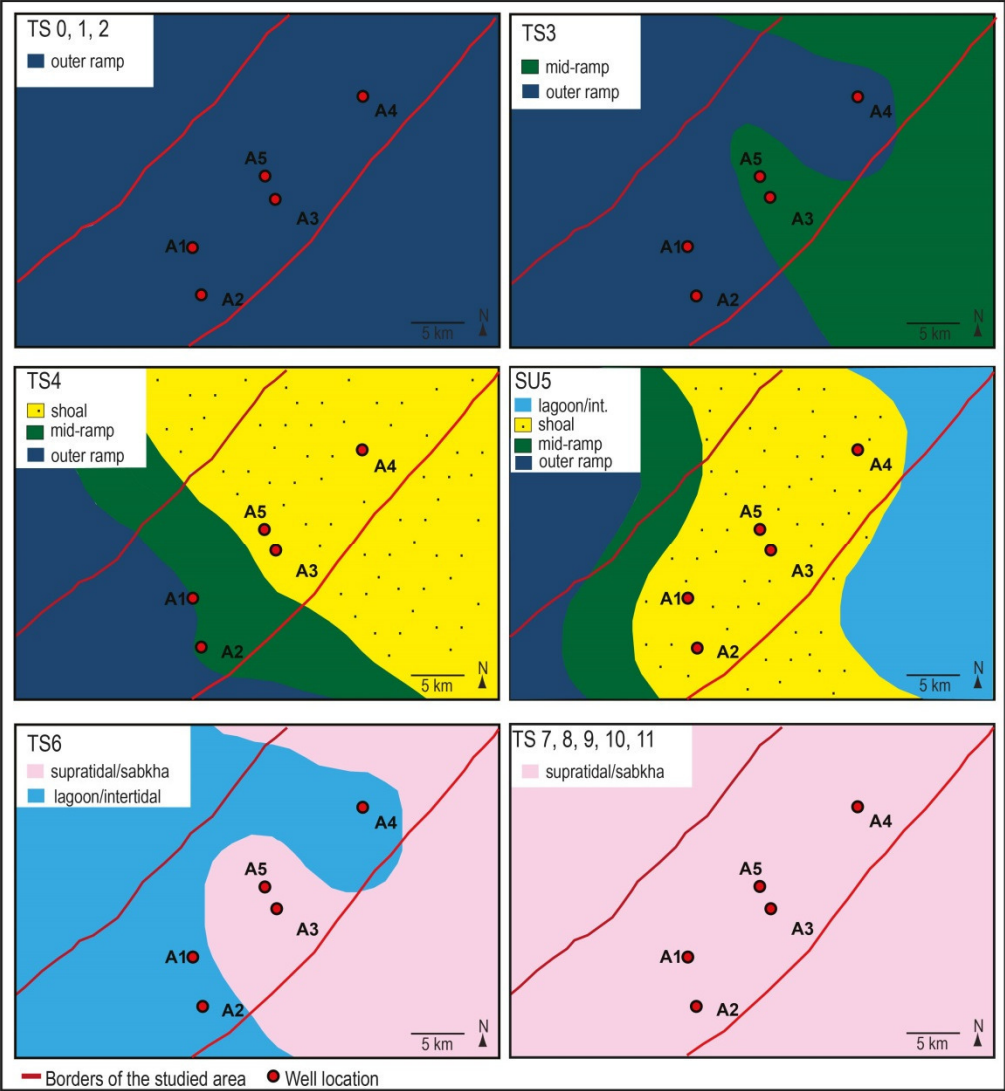 TS 0, 1, 2
outer ramp
A4
A5
A3
A1
A2
5 km
N
TS3
mid-ramp
outer ramp
A4
A5
A3
A1
A2
5 km
N
TS4
shoal
mid-ramp
outer ramp
A4
A5
A3
A1
A2
5 km
N
SU5
lagoon/int.
shoal
mid-ramp
outer ramp
A4
A5
A3
A1
A2
5 km
N
TS6
supratidal/sabkha
lagoon/intertidal
A4
A5
A3
A1
A2
5 km
N
TS 7, 8, 9, 10, 11
supratidal/sabkha
A4
A5
A3
A1
A2
5 km
N
Borders of the studied area Well location